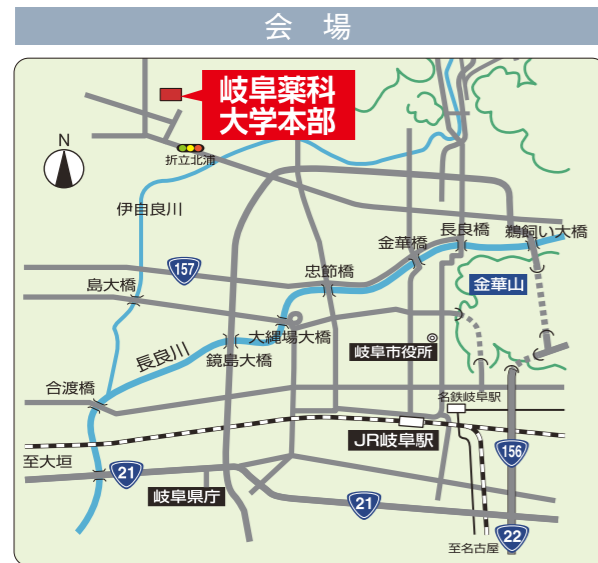 会 場
岐阜薬科
大学本部
N
折立北浦
伊自良川
鵜飼い大橋
長良橋
金華橋
157
忠節橋
島大橋
金華山
大縄場大橋
長良川
鏡島大橋
岐阜市役所
合渡橋
名鉄岐阜駅
JR岐阜駅
至大垣
21
156
岐阜県庁
21
22
至名古屋